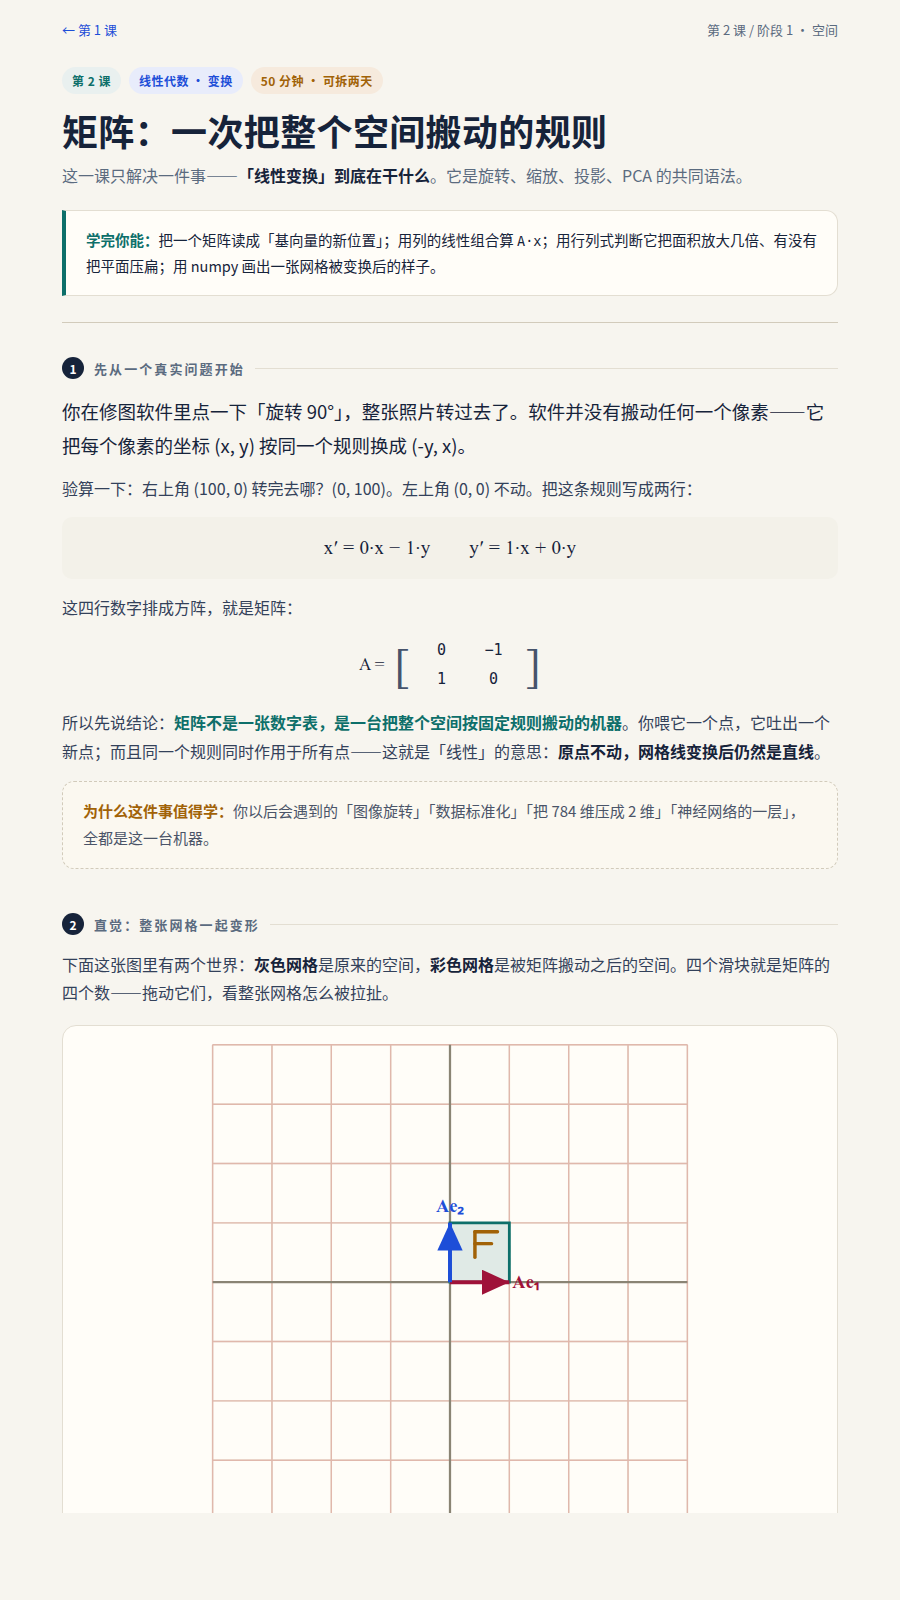 ← 第 1 课
第 2 课 / 阶段 1 · 空间
第 2 课
线性代数 · 变换
50 分钟 · 可拆两天
矩阵：一次把整个空间搬动的规则
这一课只解决一件事——「线性变换」到底在干什么。它是旋转、缩放、投影、PCA 的共同语法。
学完你能：把一个矩阵读成「基向量的新位置」；用列的线性组合算 A·x；用行列式判断它把面积放大几倍、有没有
把平面压扁；用 numpy 画出一张网格被变换后的样子。
1 先从一个真实问题开始
你在修图软件里点一下「旋转 90°」，整张照片转过去了。软件并没有搬动任何一个像素——它
把每个像素的坐标 (x, y) 按同一个规则换成 (-y, x)。
验算一下：右上角 (100, 0) 转完去哪？(0, 100)。左上角 (0, 0) 不动。把这条规则写成两行：
x′ = 0·x − 1·y y′ = 1·x + 0·y
这四行数字排成方阵，就是矩阵：
A = [ 0 −1
1 0 ]
所以先说结论：矩阵不是一张数字表，是一台把整个空间按固定规则搬动的机器。你喂它一个点，它吐出一个
新点；而且同一个规则同时作用于所有点——这就是「线性」的意思：原点不动，网格线变换后仍然是直线。
为什么这件事值得学：你以后会遇到的「图像旋转」「数据标准化」「把 784 维压成 2 维」「神经网络的一层」，
全都是这一台机器。
2 直觉：整张网格一起变形
下面这张图里有两个世界：灰色网格是原来的空间，彩色网格是被矩阵搬动之后的空间。四个滑块就是矩阵的
四个数——拖动它们，看整张网格怎么被拉扯。
Ae₂
F
Ae₁